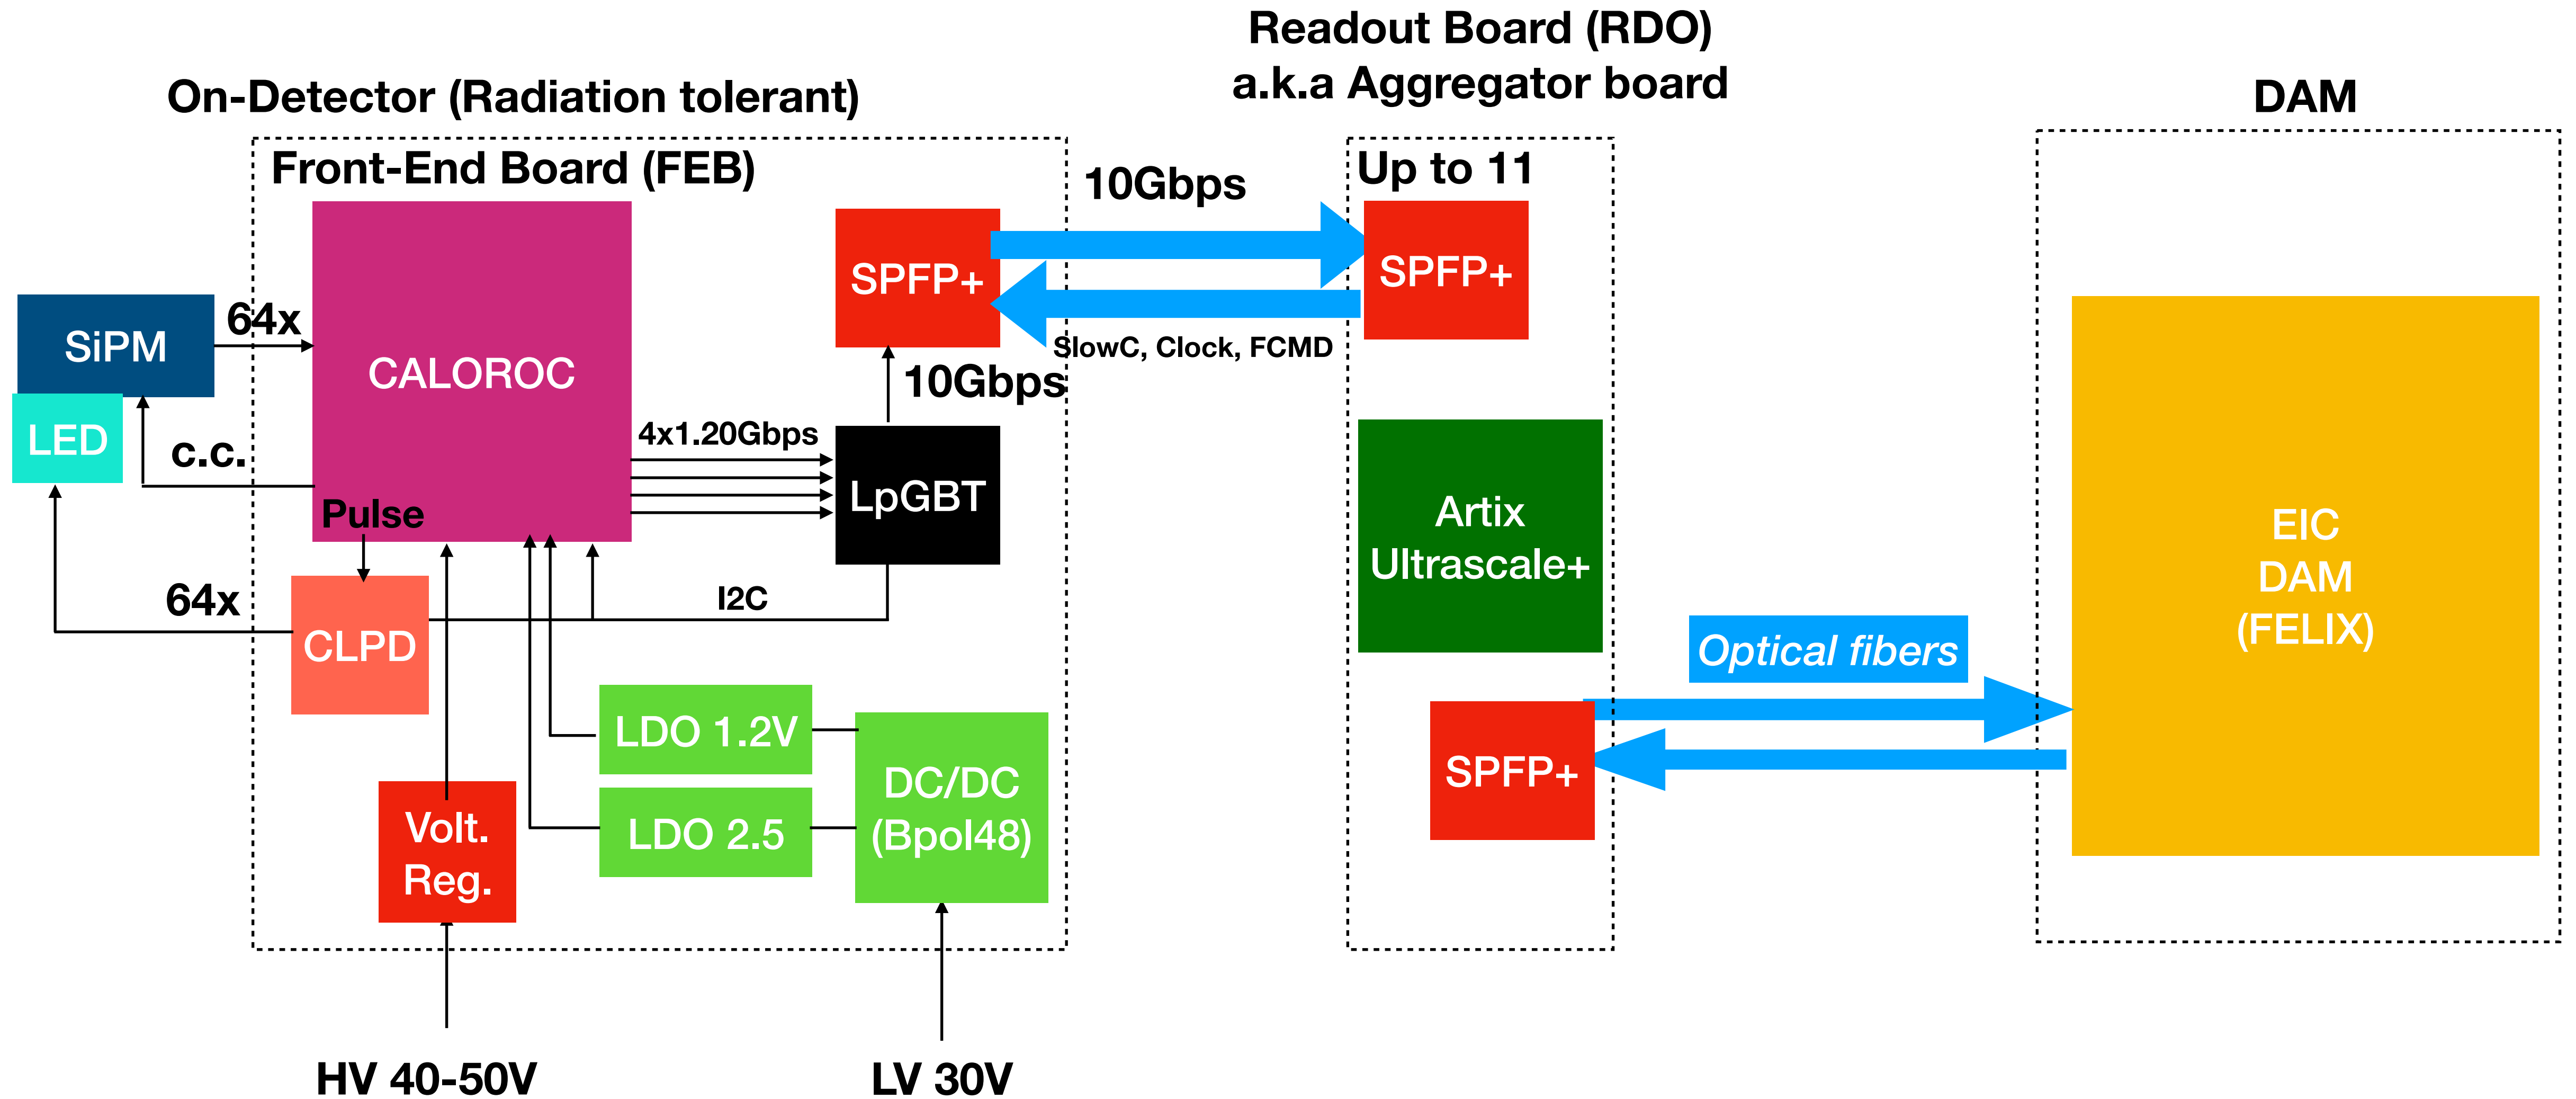 Readout Board (RDO)
a.k.a Aggregator board
On-Detector (Radiation tolerant)
DAM
Front-End Board (FEB)
10Gbps
Up to 11
SPFP+
SPFP+
64x
SiPM
CALOROC
SlowC, Clock, FCMD
10Gbps
LED
c.c.
4x1.20Gbps
LpGBT
Pulse
Artix
Ultrascale+
EIC
DAM
(FELIX)
64x
I2C
CLPD
Optical fibers
LDO 1.2V
SPFP+
DC/DC
(Bpol48)
LDO 2.5
Volt.
Reg.
HV 40-50V
LV 30V